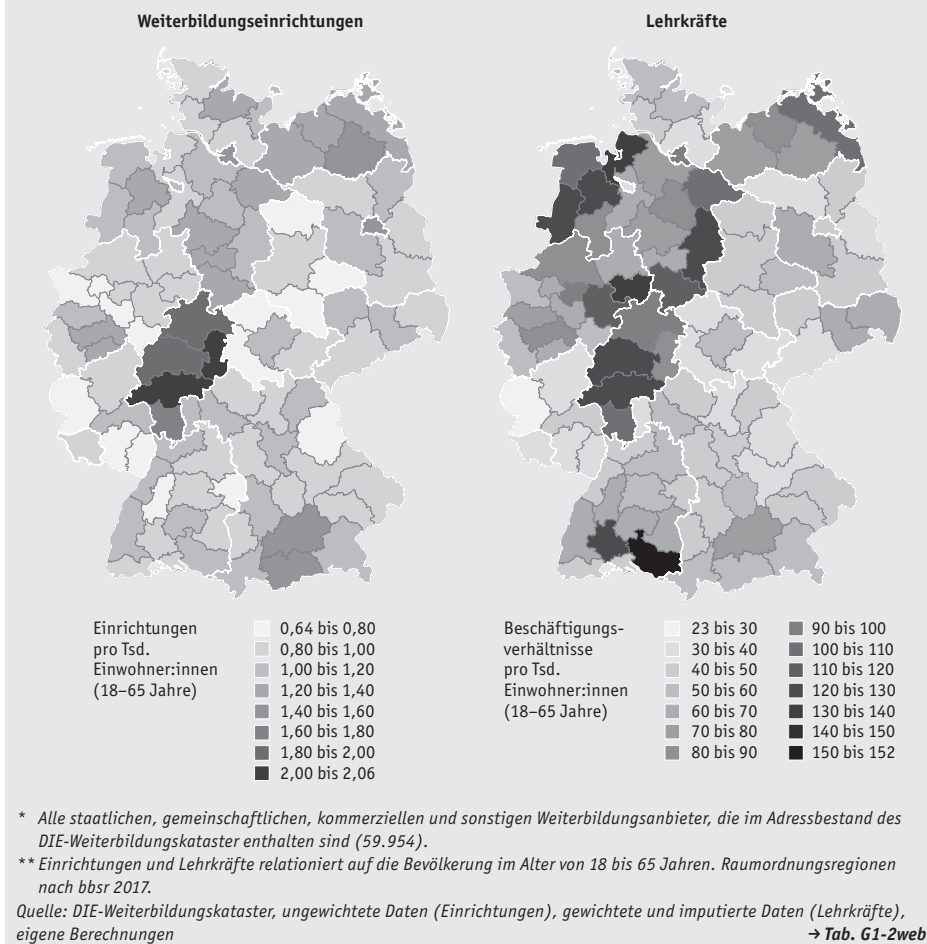 Weiterbildungseinrichtungen
Lehrkräfte
Einrichtungen
pro Tsd.
Einwohner:innen
(18–65 Jahre)
0,64 bis 0,80
0,80 bis 1,00
1,00 bis 1,20
1,20 bis 1,40
1,40 bis 1,60
1,60 bis 1,80
1,80 bis 2,00
2,00 bis 2,06
Beschäftigungs-
verhältnisse
pro Tsd.
Einwohner:innen
(18–65 Jahre)
23 bis 30
30 bis 40
40 bis 50
50 bis 60
60 bis 70
70 bis 80
80 bis 90
90 bis 100
100 bis 110
110 bis 120
120 bis 130
130 bis 140
140 bis 150
150 bis 152
* Alle staatlichen, gemeinschaftlichen, kommerziellen und sonstigen Weiterbildungsanbieter, die im Adressbestand des
DIE-Weiterbildungskataster enthalten sind (59.954).
** Einrichtungen und Lehrkräfte relationiert auf die Bevölkerung im Alter von 18 bis 65 Jahren. Raumordnungsregionen
nach bbsr 2017.
Quelle: DIE-Weiterbildungskataster, ungewichtete Daten (Einrichtungen), gewichtete und imputierte Daten (Lehrkräfte),
eigene Berechnungen → Tab. G1-2web